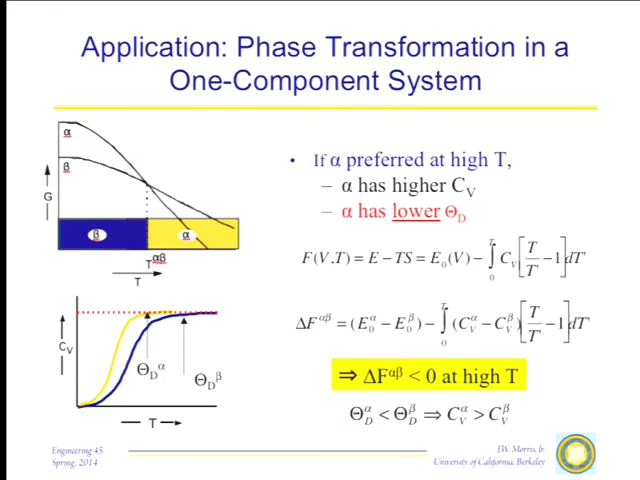 Application: Phase Transformation in a
One-Component System
α
β
G
β
α
T^αβ
T
• If α preferred at high T,
– α has higher C_V
– α has lower Θ_D
F(V,T) = E − TS = E_0(V) − ∫_0^T C_V[T/T' − 1]dT'
ΔF^αβ = (E_0^α − E_0^β) − ∫_0^T (C_V^α − C_V^β)[T/T' − 1]dT'
⇒ ΔF^αβ < 0 at high T
Θ_D^α < Θ_D^β ⇒ C_V^α > C_V^β
C_V
Θ_D^α
Θ_D^β
T
Engineering 45
Spring, 2014
J.W. Morris, Jr.
University of California, Berkeley